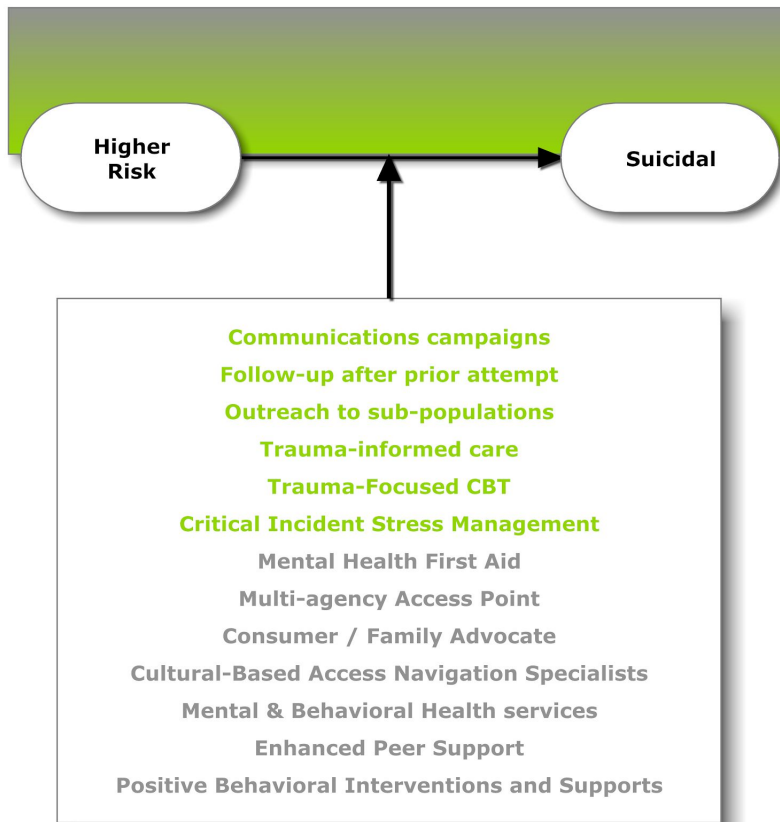 Higher
Risk
Suicidal
Communications campaigns
Follow-up after prior attempt
Outreach to sub-populations
Trauma-informed care
Trauma-Focused CBT
Critical Incident Stress Management
Mental Health First Aid
Multi-agency Access Point
Consumer / Family Advocate
Cultural-Based Access Navigation Specialists
Mental & Behavioral Health services
Enhanced Peer Support
Positive Behavioral Interventions and Supports